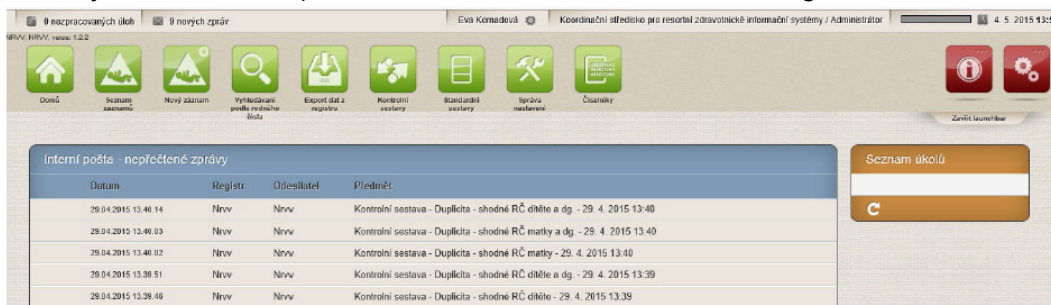 0 nezpracovaných úloh 9 nových zpráv Eva Komadová Koordinační středisko pro resortní zdravotnické informační systémy / Administrátor 4. 5. 2015 13:5
NRVV, NRVV, verze: 1.2.2
Domů Seznam záznamů Nový záznam Vyhledávání podle rodného čísla Export dat z registru Kontrolní sestavy Standardní sestavy Správa nastavení Číselníky
Zavřít launchbar
Interní pošta - nepřečtené zprávy Seznam úkolů
Datum Registr Odesílatel Předmět
29.04.2015 13.40.14 Nrvv Nrvv Kontrolní sestava - Duplicita - shodné RČ dítěte a dg. - 29. 4. 2015 13:40
29.04.2015 13.40.03 Nrvv Nrvv Kontrolní sestava - Duplicita - shodné RČ matky a dg. - 29. 4. 2015 13:40
29.04.2015 13.40.02 Nrvv Nrvv Kontrolní sestava - Duplicita - shodné RČ matky - 29. 4. 2015 13:40
29.04.2015 13.39.51 Nrvv Nrvv Kontrolní sestava - Duplicita - shodné RČ dítěte a dg. - 29. 4. 2015 13:39
29.04.2015 13.39.46 Nrvv Nrvv Kontrolní sestava - Duplicita - shodné RČ dítěte - 29. 4. 2015 13:39